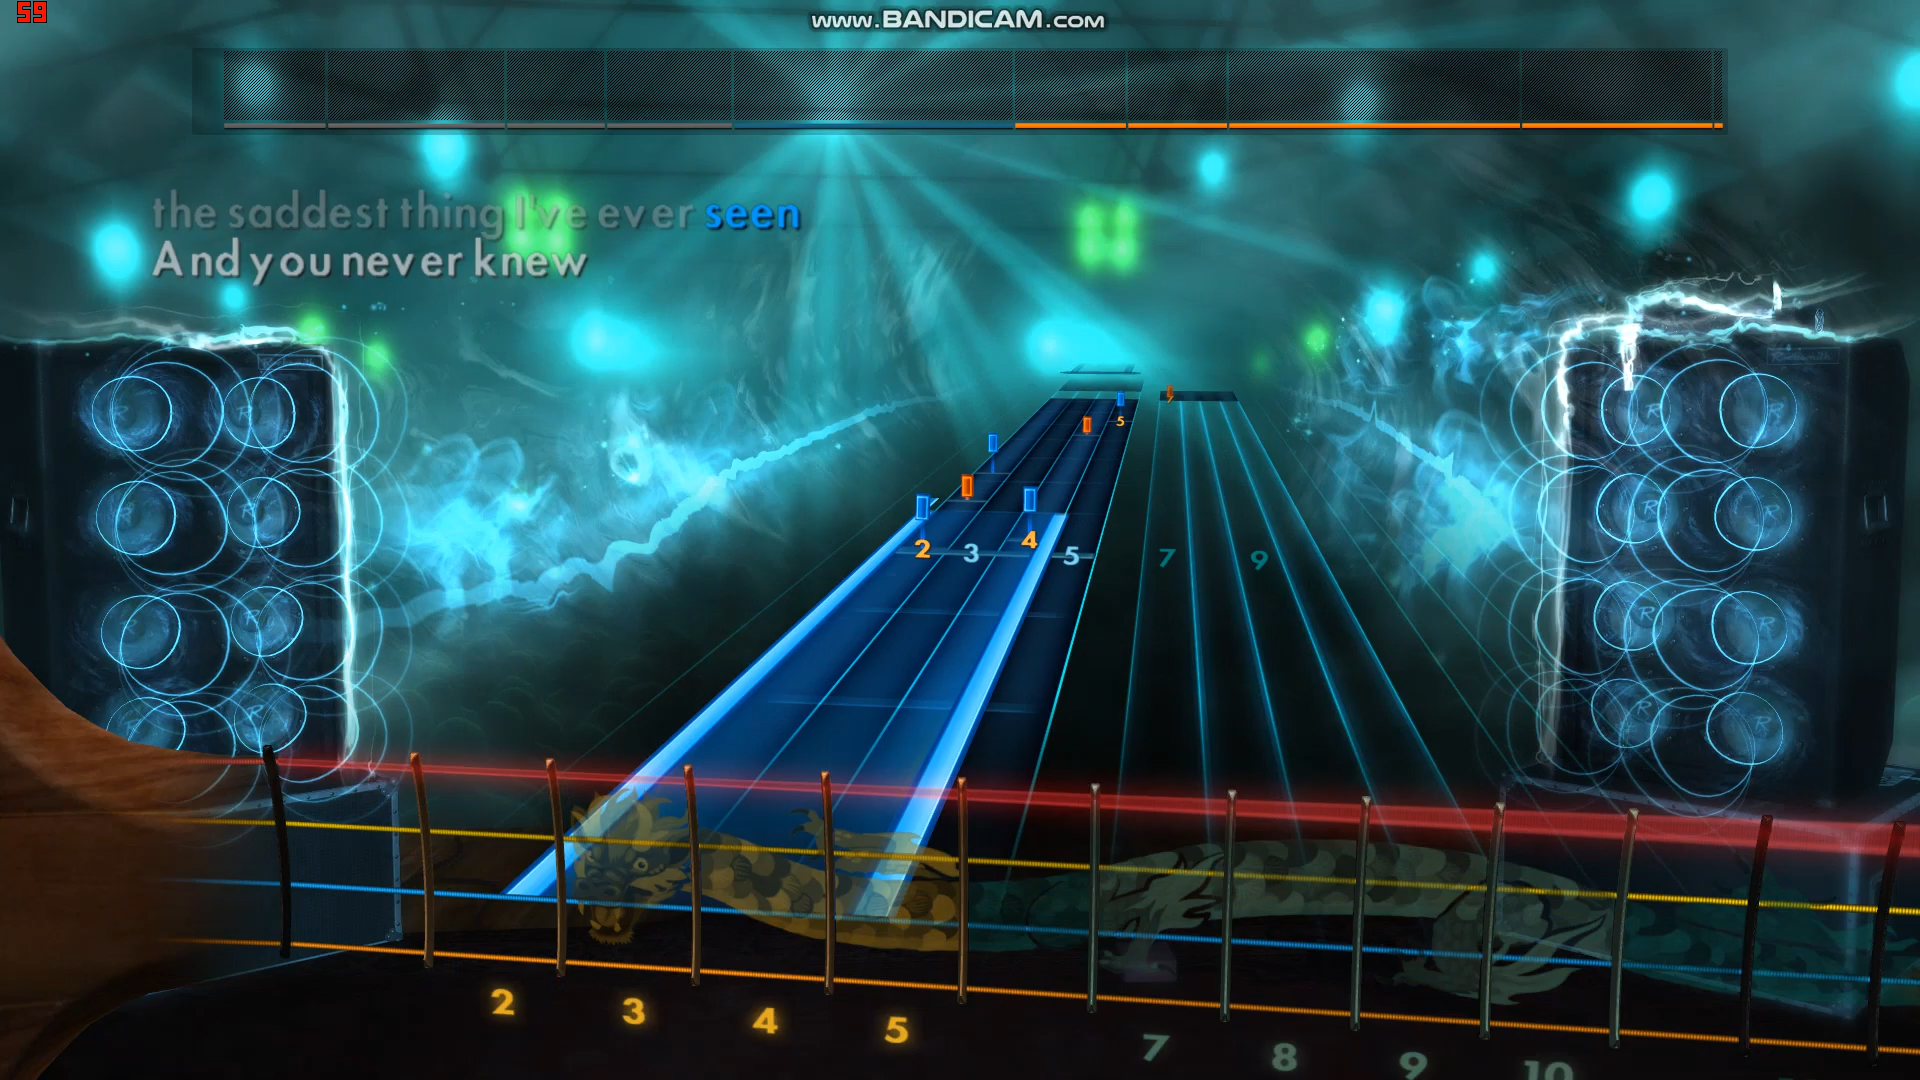 59
www.BANDICAM.com
the saddest thing I've ever seen
And you never knew
5
2 3 4 5 7 9
2 3 4 5 7 8 9 10